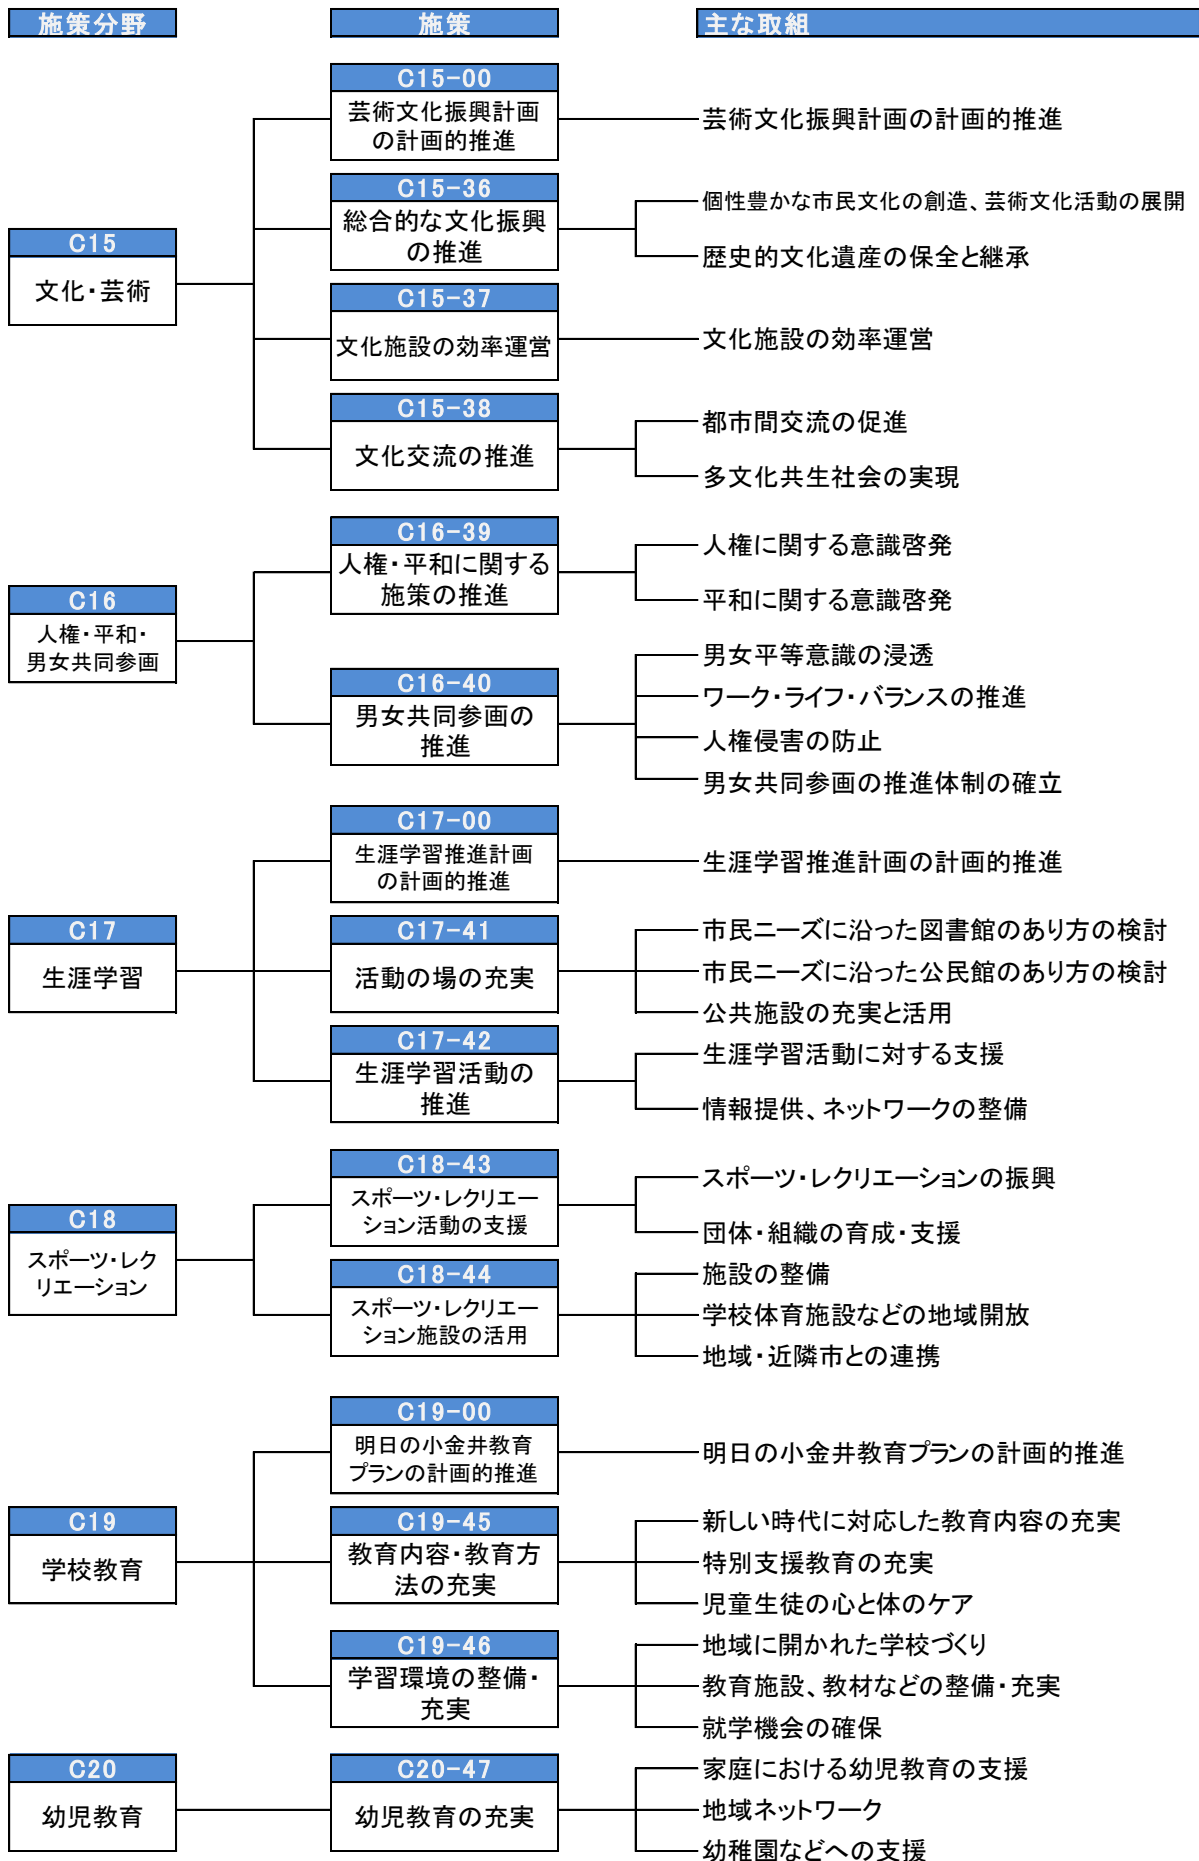 施策分野
施策
主な取組
C15
文化・芸術
C15-00
芸術文化振興計画
の計画的推進
芸術文化振興計画の計画的推進
C15-36
総合的な文化振興
の推進
個性豊かな市民文化の創造、芸術文化活動の展開
歴史的文化遺産の保全と継承
C15-37
文化施設の効率運営
文化施設の効率運営
C15-38
文化交流の推進
都市間交流の促進
多文化共生社会の実現
C16
人権・平和・
男女共同参画
C16-39
人権・平和に関する
施策の推進
人権に関する意識啓発
平和に関する意識啓発
C16-40
男女共同参画の
推進
男女平等意識の浸透
ワーク・ライフ・バランスの推進
人権侵害の防止
男女共同参画の推進体制の確立
C17
生涯学習
C17-00
生涯学習推進計画
の計画的推進
生涯学習推進計画の計画的推進
C17-41
活動の場の充実
市民ニーズに沿った図書館のあり方の検討
市民ニーズに沿った公民館のあり方の検討
公共施設の充実と活用
C17-42
生涯学習活動の
推進
生涯学習活動に対する支援
情報提供、ネットワークの整備
C18
スポーツ・レク
リエーション
C18-43
スポーツ・レクリエー
ション活動の支援
スポーツ・レクリエーションの振興
団体・組織の育成・支援
C18-44
スポーツ・レクリエー
ション施設の活用
施設の整備
学校体育施設などの地域開放
地域・近隣市との連携
C19
学校教育
C19-00
明日の小金井教育
プランの計画的推進
明日の小金井教育プランの計画的推進
C19-45
教育内容・教育方
法の充実
新しい時代に対応した教育内容の充実
特別支援教育の充実
児童生徒の心と体のケア
C19-46
学習環境の整備・
充実
地域に開かれた学校づくり
教育施設、教材などの整備・充実
就学機会の確保
C20
幼児教育
C20-47
幼児教育の充実
家庭における幼児教育の支援
地域ネットワーク
幼稚園などへの支援